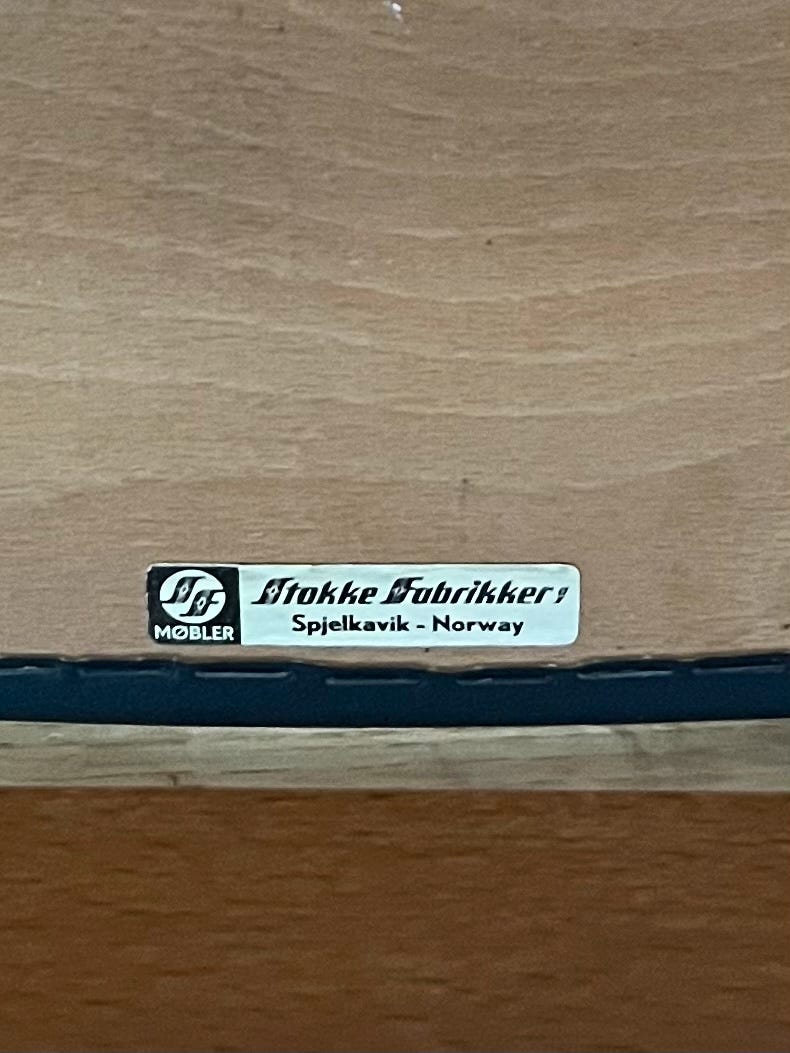 SF
MØBLER
Stokke Fabrikker
Spjelkavik - Norway